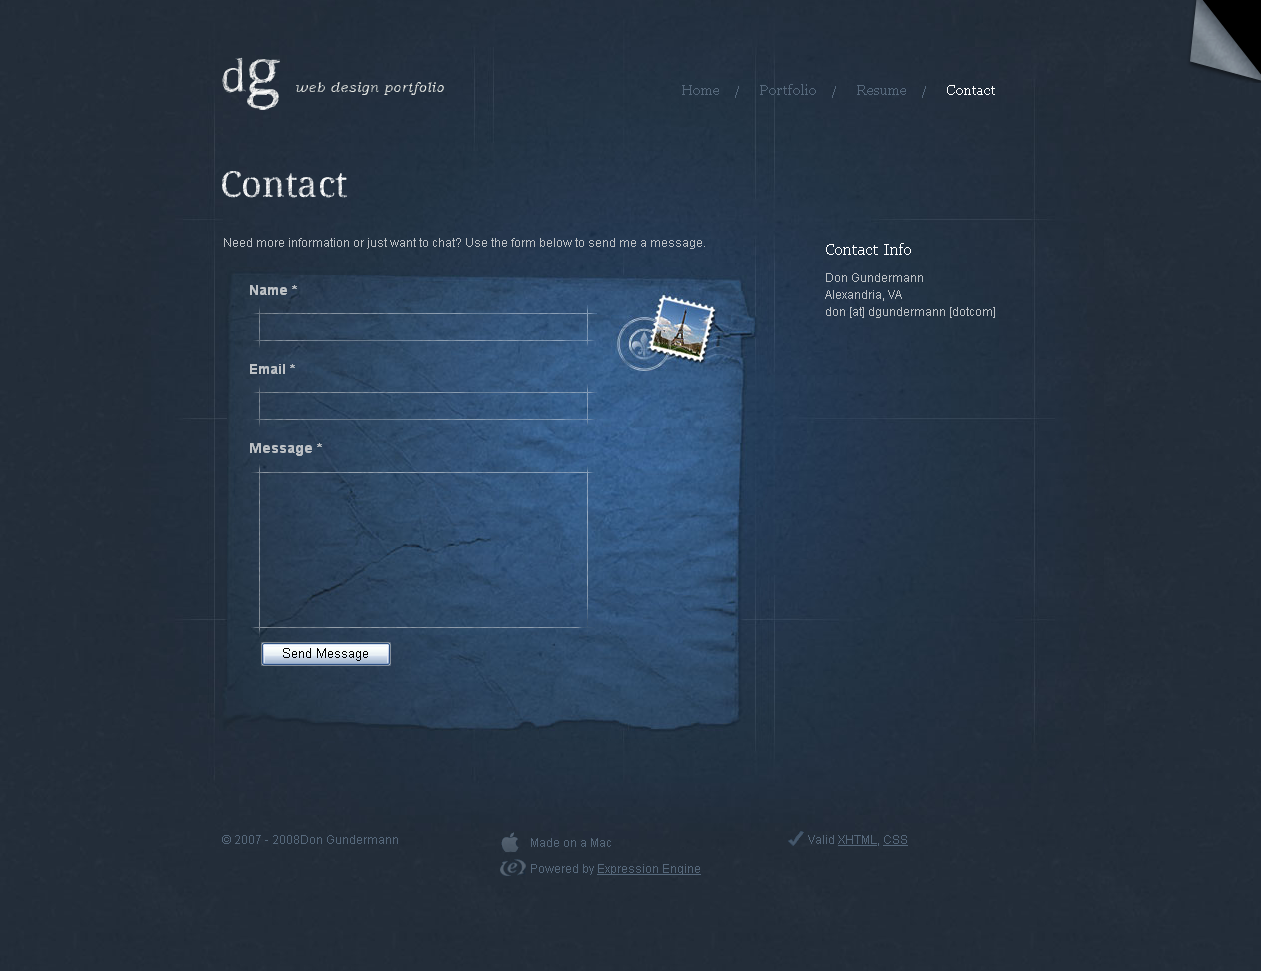 dg web design portfolio
Home / Portfolio / Resume / Contact
Contact
Need more information or just want to chat? Use the form below to send me a message.
Name *
Email *
Message *
Send Message
Contact Info
Don Gundermann
Alexandria, VA
don [at] dgundermann [dotcom]
© 2007 - 2008Don Gundermann
Made on a Mac
Powered by Expression Engine
Valid XHTML, CSS